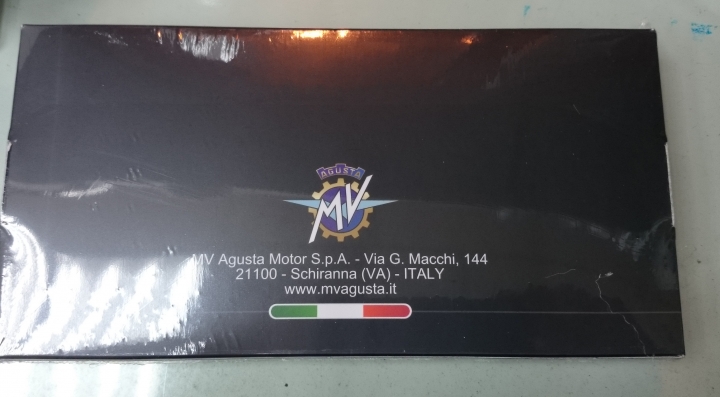 AGUSTA
MV
MV Agusta Motor S.p.A. - Via G. Macchi, 144
21100 - Schiranna (VA) - ITALY
www.mvagusta.it